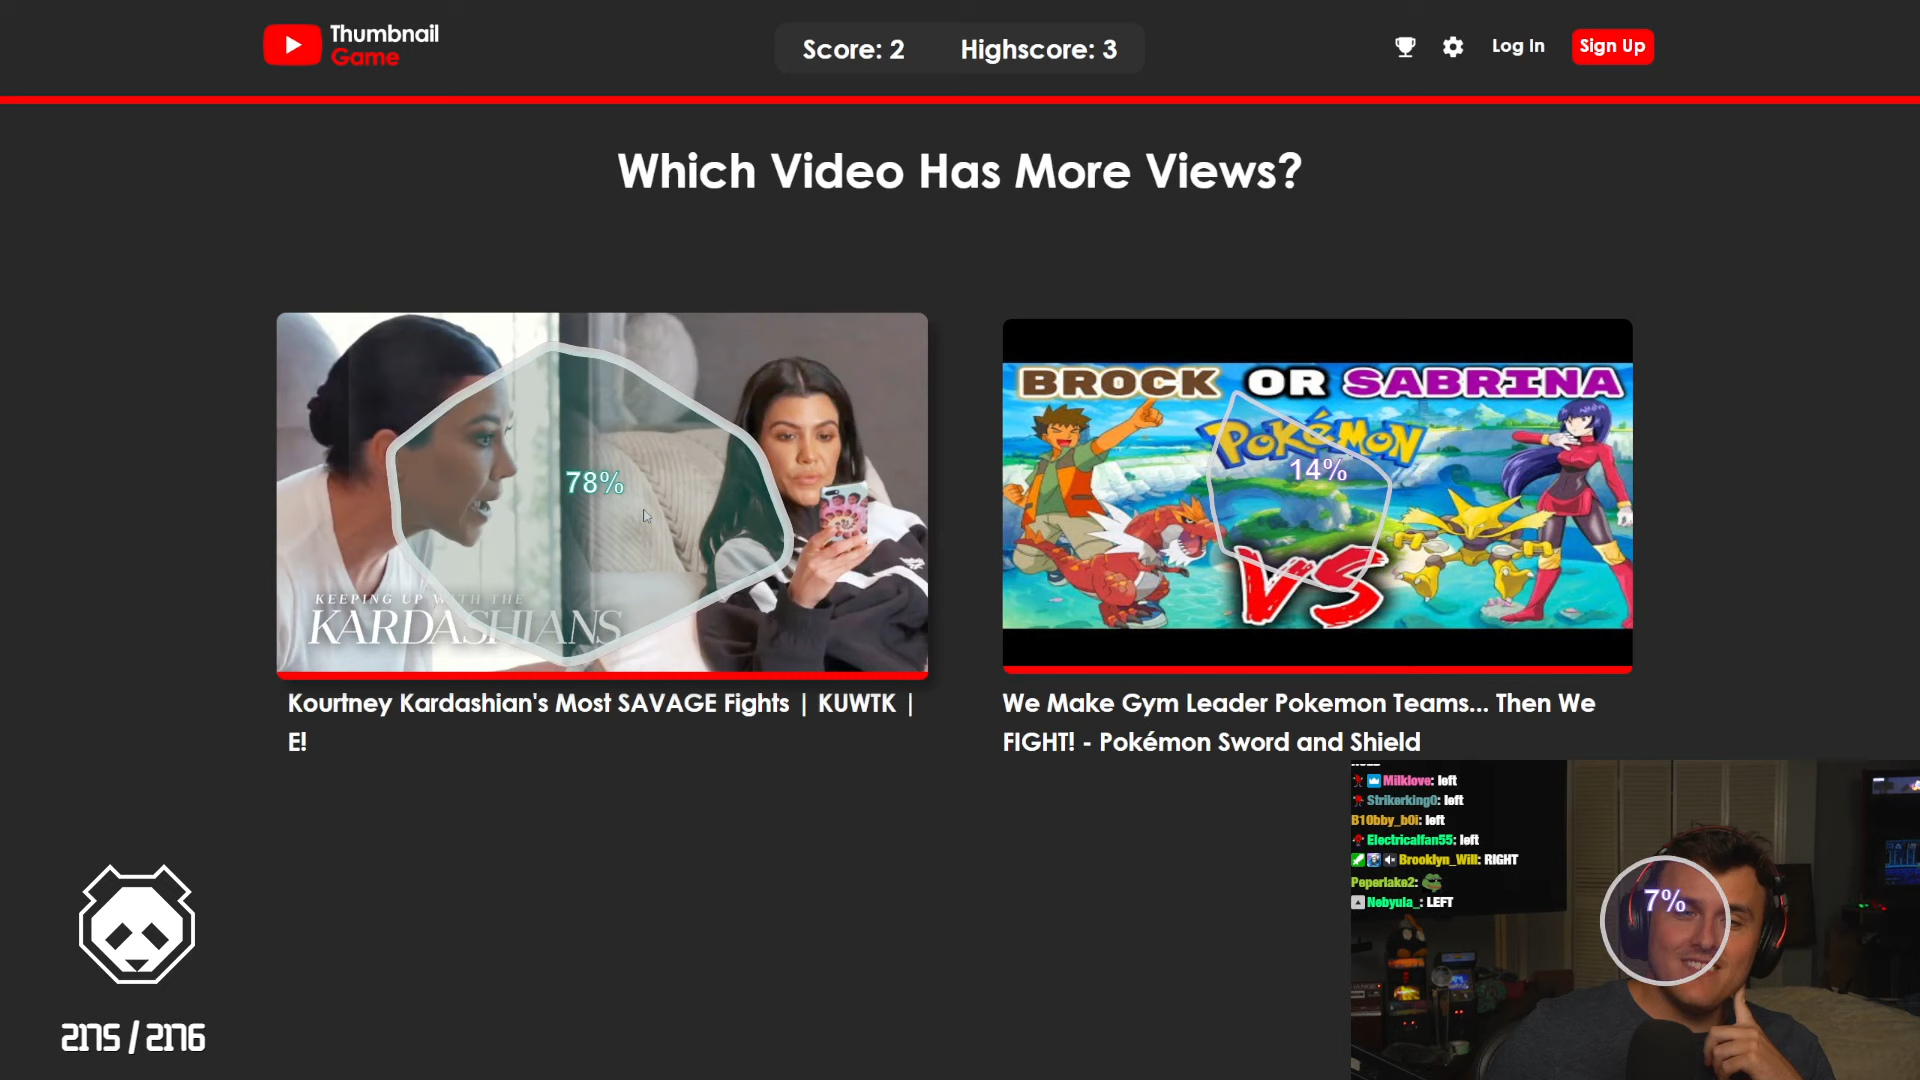 Thumbnail
Game
Score: 2
Highscore: 3
Log In
Sign Up
Which Video Has More Views?
78%
KEEPING UP WITH THE
KARDASHIANS
BROCK OR SABRINA
POKéMON
14%
VS
Kourtney Kardashian's Most SAVAGE Fights | KUWTK |
E!
We Make Gym Leader Pokemon Teams... Then We
FIGHT! - Pokémon Sword and Shield
Milklove: left
Strikerking0: left
B10bby_b0i: left
Electricalfan55: left
Brooklyn_Will: RIGHT
Peperlake2:
Nebyula_: LEFT
7%
2175 / 2176